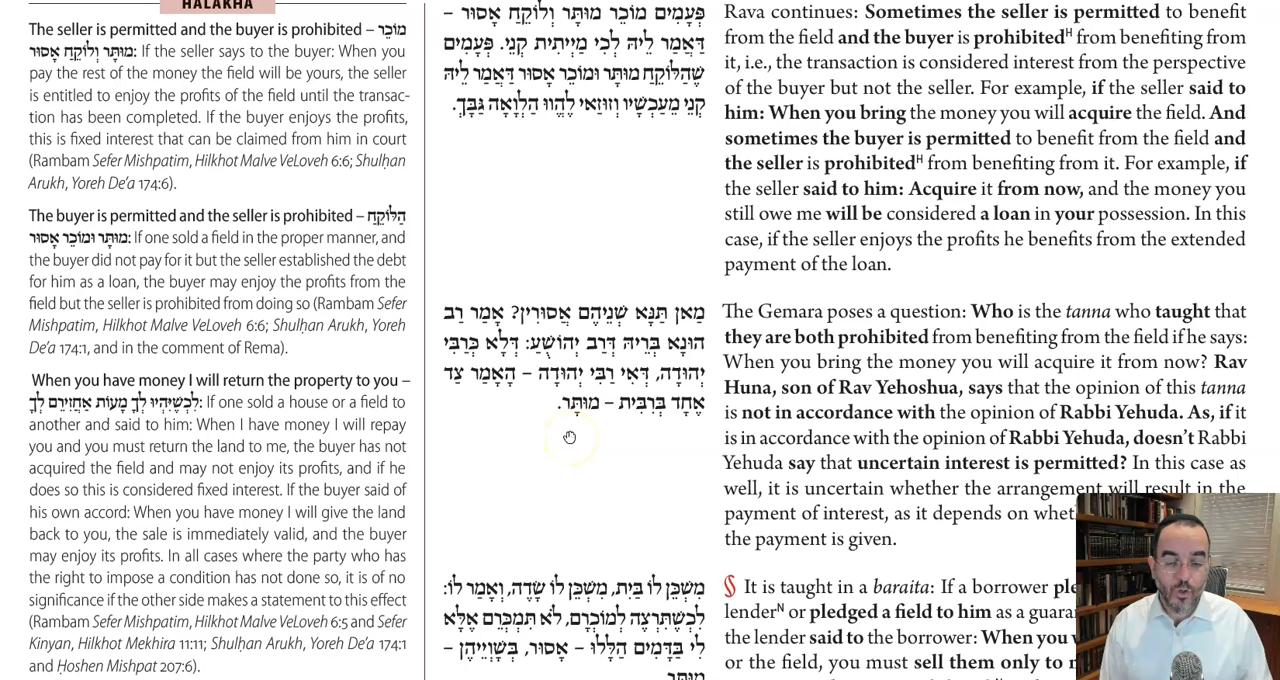 HALAKHA
The seller is permitted and the buyer is prohibited – מוֹכֵר
מוּתָּר וְלוֹקֵחַ אָסוּר: If the seller says to the buyer: When you
pay the rest of the money the field will be yours, the seller
is entitled to enjoy the profits of the field until the transac-
tion has been completed. If the buyer enjoys the profits,
this is fixed interest that can be claimed from him in court
(Rambam Sefer Mishpatim, Hilkhot Malve VeLoveh 6:6; Shulḥan
Arukh, Yoreh De'a 174:6).
The buyer is permitted and the seller is prohibited – הַלּוֹקֵחַ
מוּתָּר וּמוֹכֵר אָסוּר: If one sold a field in the proper manner, and
the buyer did not pay for it but the seller established the debt
for him as a loan, the buyer may enjoy the profits from the
field but the seller is prohibited from doing so (Rambam Sefer
Mishpatim, Hilkhot Malve VeLoveh 6:6; Shulḥan Arukh, Yoreh
De'a 174:1, and in the comment of Rema).
When you have money I will return the property to you –
לִכְשֶׁיִּהְיוּ לְךָ מָעוֹת אַחֲזִירֵם לְךָ: If one sold a house or a field to
another and said to him: When I have money I will repay
you and you must return the land to me, the buyer has not
acquired the field and may not enjoy its profits, and if he
does so this is considered fixed interest. If the buyer said of
his own accord: When you have money I will give the land
back to you, the sale is immediately valid, and the buyer
may enjoy its profits. In all cases where the party who has
the right to impose a condition has not done so, it is of no
significance if the other side makes a statement to this effect
(Rambam Sefer Mishpatim, Hilkhot Malve VeLoveh 6:5 and Sefer
Kinyan, Hilkhot Mekhira 11:11; Shulḥan Arukh, Yoreh De'a 174:1
and Ḥoshen Mishpat 207:6).
פְּעָמִים מוֹכֵר מוּתָּר וְלוֹקֵחַ אָסוּר –
דַּאֲמַר לֵיהּ לְכִי מַיְיתִית קְנֵי. פְּעָמִים
שֶׁהַלּוֹקֵחַ מוּתָּר וּמוֹכֵר אָסוּר דַּאֲמַר לֵיהּ
קְנֵי מֵעַכְשָׁיו וְזוּזַאי לֶהֱווּ הַלְוָאָה גַּבָּךְ.
מַאן תַּנָּא שְׁנֵיהֶם אֲסוּרִין? אָמַר רַב
הוּנָא בְּרֵיהּ דְּרַב יְהוֹשֻׁעַ: דְּלָא כְּרַבִּי
יְהוּדָה, דְּאִי רַבִּי יְהוּדָה – הָאָמַר צַד
אֶחָד בְּרִבִּית – מוּתָּר.
מִשְׁכֵּן לוֹ בַּיִת, מִשְׁכֵּן לוֹ שָׂדֶה, וְאָמַר לוֹ:
לִכְשֶׁתִּרְצֶה לְמוֹכְרָם, לֹא תִּמְכְּרֵם אֶלָּא
לִי בַּדָּמִים הַלָּלוּ – אָסוּר, בְּשָׁוְויֵיהֶן –
מוּתָּר.
Rava continues: Sometimes the seller is permitted to benefit
from the field and the buyer is prohibitedᴴ from benefiting from
it, i.e., the transaction is considered interest from the perspective
of the buyer but not the seller. For example, if the seller said to
him: When you bring the money you will acquire the field. And
sometimes the buyer is permitted to benefit from the field and
the seller is prohibitedᴴ from benefiting from it. For example, if
the seller said to him: Acquire it from now, and the money you
still owe me will be considered a loan in your possession. In this
case, if the seller enjoys the profits he benefits from the extended
payment of the loan.
The Gemara poses a question: Who is the tanna who taught that
they are both prohibited from benefiting from the field if he says:
When you bring the money you will acquire it from now? Rav
Huna, son of Rav Yehoshua, says that the opinion of this tanna
is not in accordance with the opinion of Rabbi Yehuda. As, if it
is in accordance with the opinion of Rabbi Yehuda, doesn't Rabbi
Yehuda say that uncertain interest is permitted? In this case as
well, it is uncertain whether the arrangement will result in the
payment of interest, as it depends on
the payment is given.
§ It is taught in a baraita: If a borrower
lenderᴺ or pledged a field to him as a
the lender said to the borrower: When you
or the field, you must sell them only to